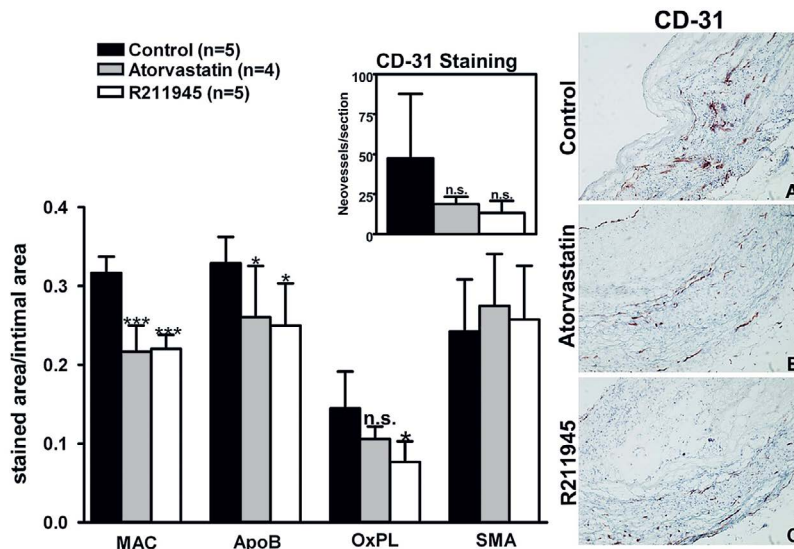 Control (n=5)
Atorvastatin (n=4)
R211945 (n=5)
CD-31 Staining
Neovessels/section
100
75
50
25
0
n.s.
n.s.
stained area/intimal area
0.4
0.3
0.2
0.1
0.0
***
***
*
*
n.s.
*
MAC
ApoB
OxPL
SMA
CD-31
Control
A
Atorvastatin
B
R211945
C